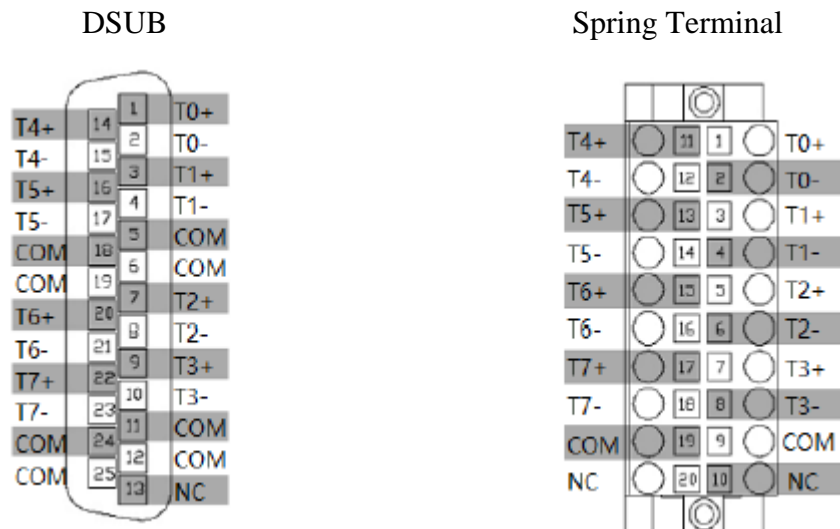 DSUB Spring Terminal
1 T0+
T4+ 14
2 T0-
T4- 15
3 T1+
T5+ 16
4 T1-
T5- 17
5 COM
COM 18
6 COM
COM 19
7 T2+
T6+ 20
8 T2-
T6- 21
9 T3+
T7+ 22
10 T3-
T7- 23
11 COM
COM 24
12 COM
COM 25
13 NC
T4+ 11 1 T0+
T4- 12 2 T0-
T5+ 13 3 T1+
T5- 14 4 T1-
T6+ 15 5 T2+
T6- 16 6 T2-
T7+ 17 7 T3+
T7- 18 8 T3-
COM 19 9 COM
NC 20 10 NC